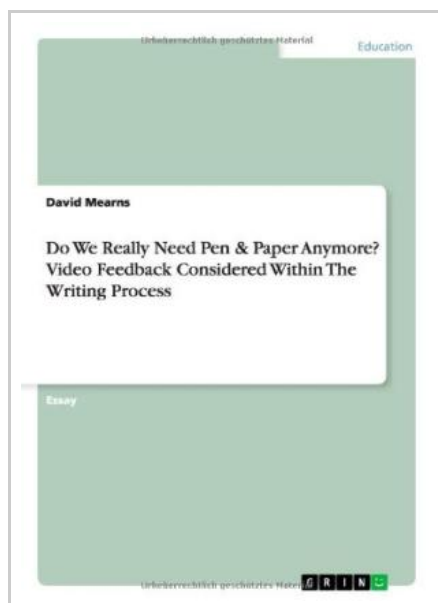 Urheberrechtlich geschütztes Material
Education
David Mearns
Do We Really Need Pen & Paper Anymore?
Video Feedback Considered Within The
Writing Process
Essay
Urheberrechtlich geschütztes Mater
GRIN